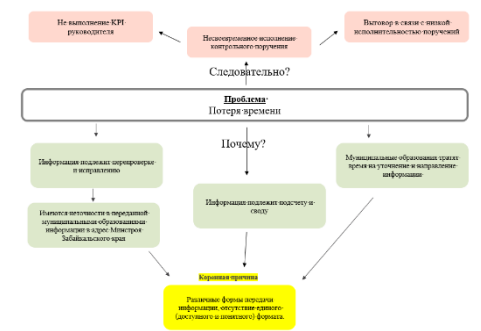 Не выполнение KPI
руководителя
Несвоевременное исполнение
контрольного поручения
Выговор в связи с низкой
исполнительностью поручений
Следовательно?
Проблема
Потеря времени
Почему?
Информация подлежит перепроверке
и исправлению
Муниципальные образования тратят
время на уточнение и направление
информации
Имеются неточности в переданной
муниципальными образованиями
информации в адрес Минстроя
Забайкальского края
Информация подлежит подсчету и
своду
Коренная причина
Различные формы передачи
информации, отсутствие единого
(доступного и понятного) формата.